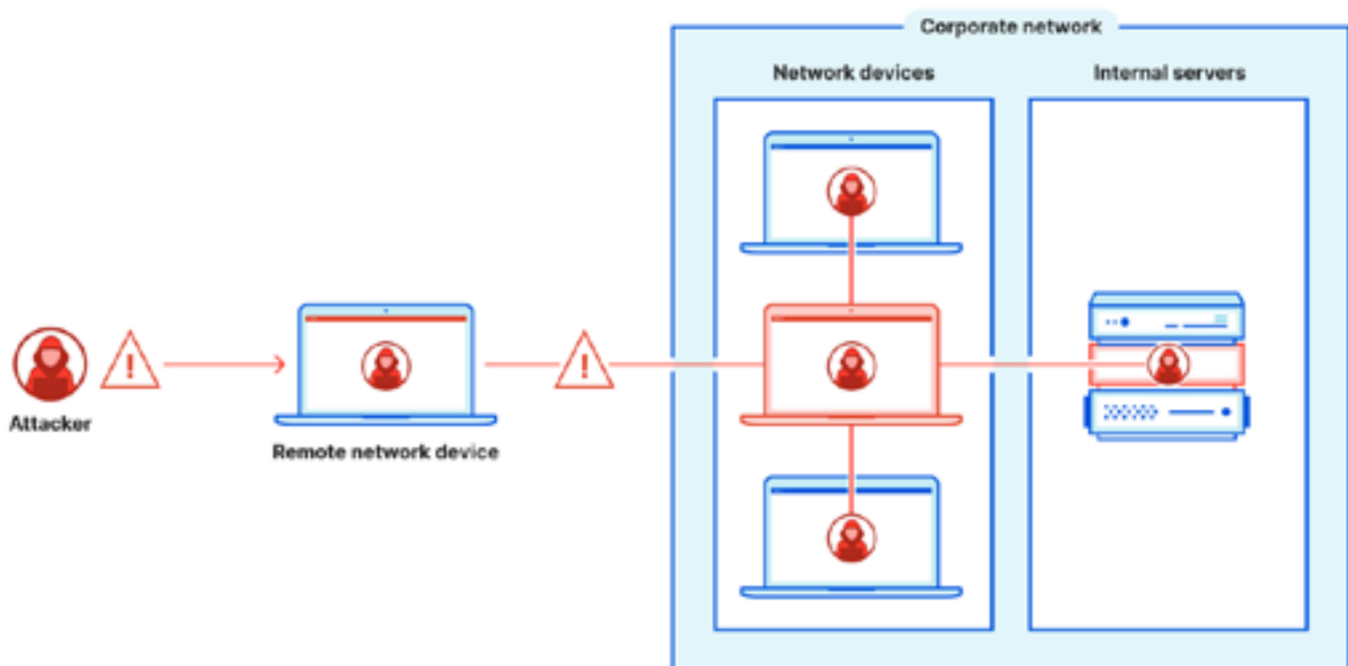 Corporate network
Network devices
Internal servers
Attacker
Remote network device